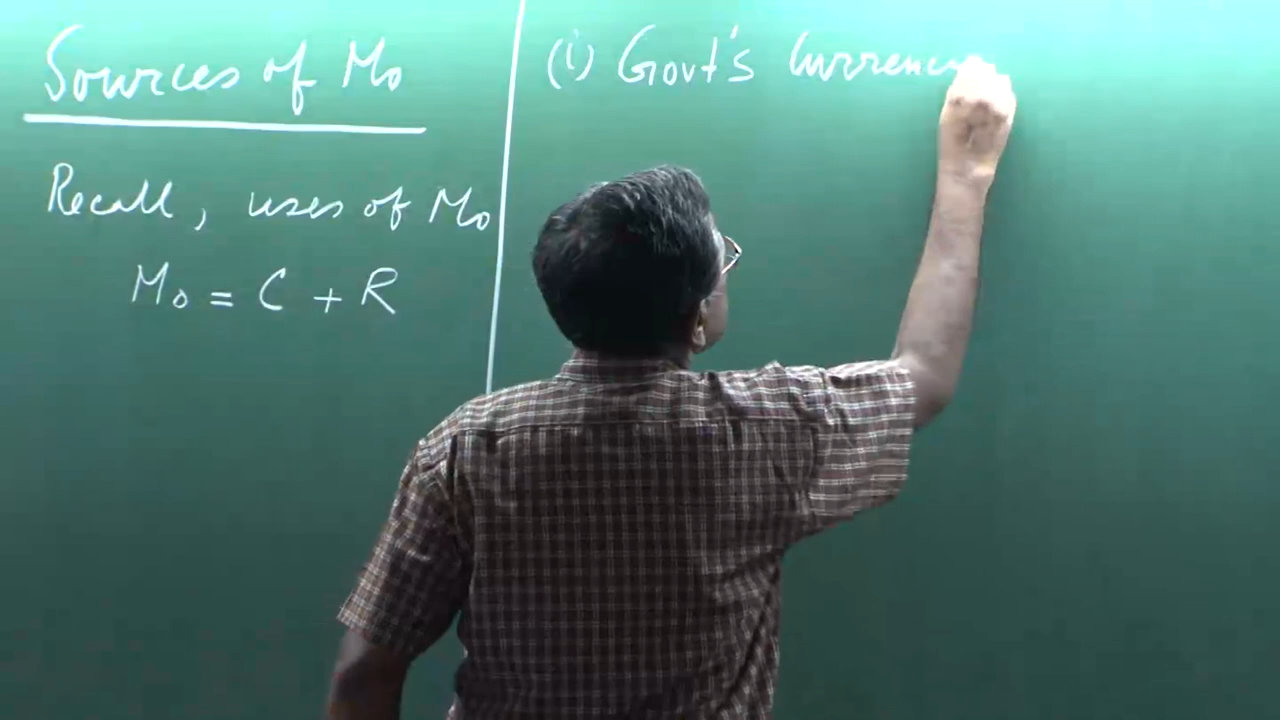 Sources of Mo
Recall, uses of Mo
Mo = C + R
(i) Govt's